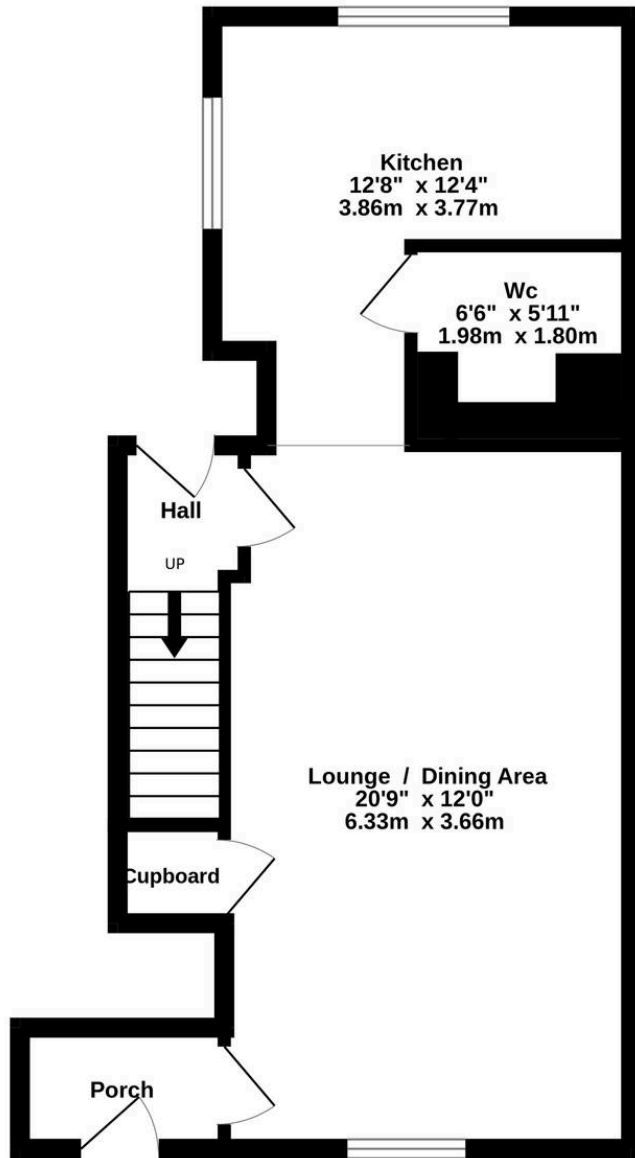 Kitchen
12'8" x 12'4"
3.86m x 3.77m
Wc
6'6" x 5'11"
1.98m x 1.80m
Hall
UP
Lounge / Dining Area
20'9" x 12'0"
6.33m x 3.66m
Cupboard
Porch